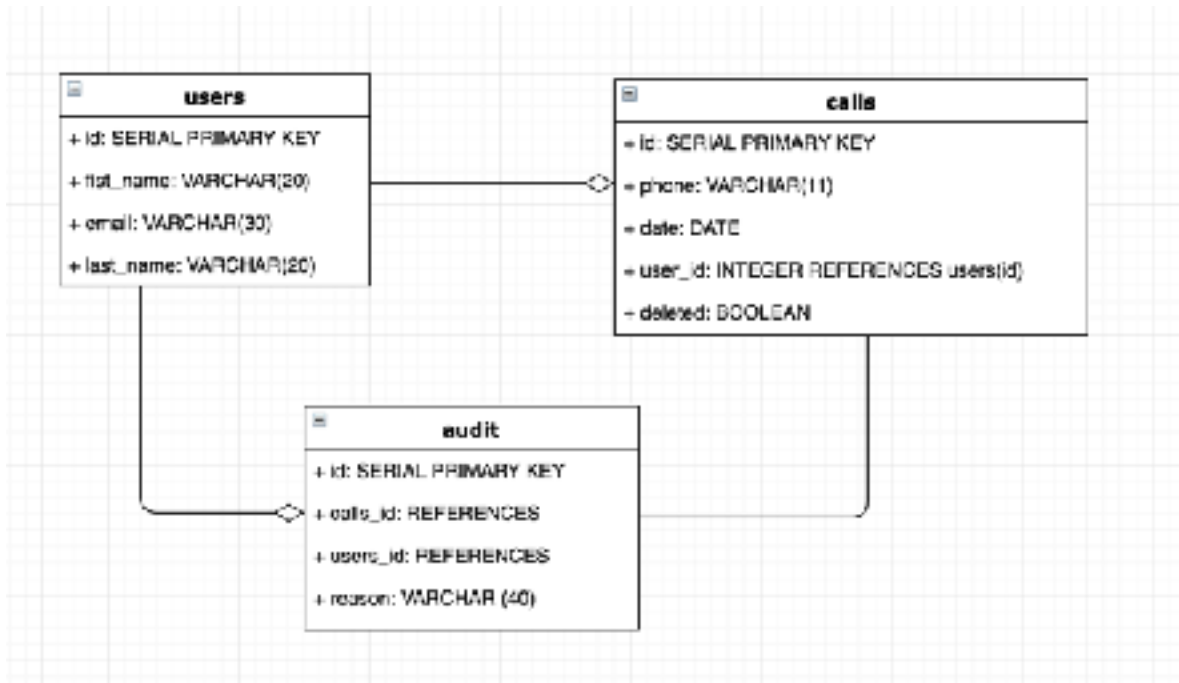 users
+ id: SERIAL PRIMARY KEY
+ fist_name: VARCHAR(20)
+ email: VARCHAR(30)
+ last_name: VARCHAR(20)
calls
+ id: SERIAL PRIMARY KEY
+ phone: VARCHAR(11)
+ date: DATE
+ user_id: INTEGER REFERENCES users(id)
+ deleted: BOOLEAN
audit
+ id: SERIAL PRIMARY KEY
+ calls_id: REFERENCES
+ users_id: REFERENCES
+ reason: VARCHAR (40)